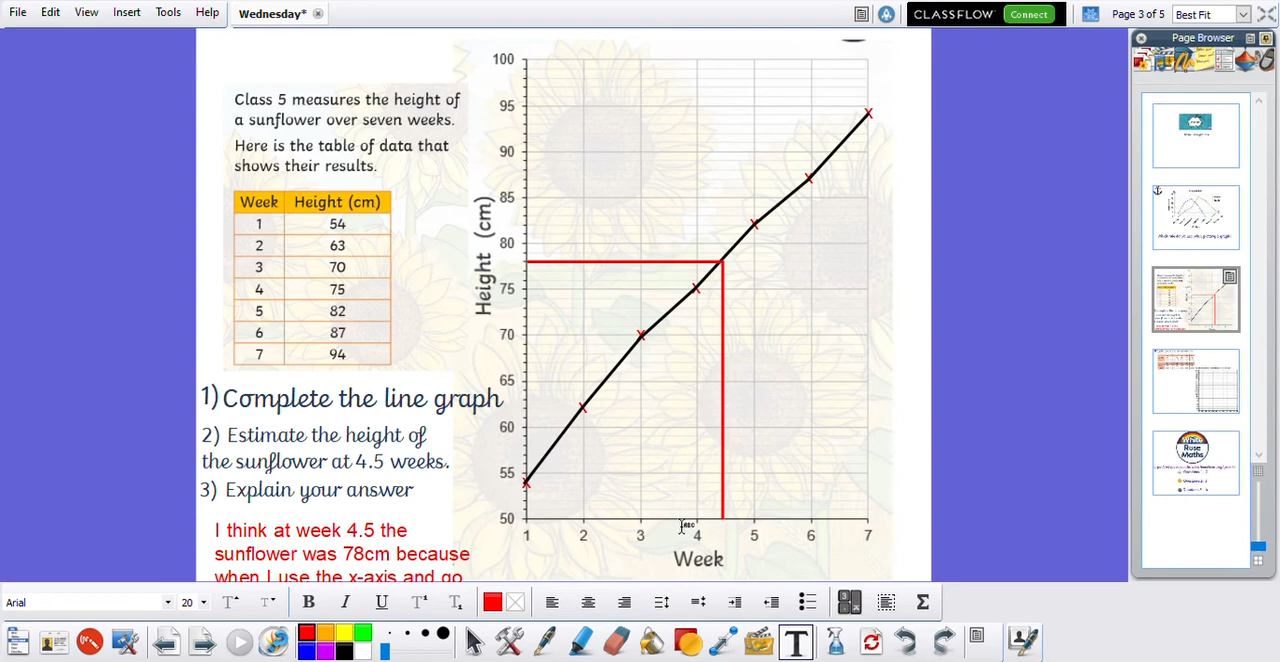 File Edit View Insert Tools Help
Wednesday*
CLASSFLOW Connect
Page 3 of 5
Best Fit
Page Browser
Class 5 measures the height of
a sunflower over seven weeks.
Here is the table of data that
shows their results.
Week Height (cm)
1 54
2 63
3 70
4 75
5 82
6 87
7 94
1) Complete the line graph
2) Estimate the height of
the sunflower at 4.5 weeks.
3) Explain your answer
I think at week 4.5 the
sunflower was 78cm because
when I use the x-axis and go
Height (cm)
100
95
90
85
80
75
70
65
60
55
50
1 2 3 4 5 6 7
Week
White
Rose
Maths
Arial 20